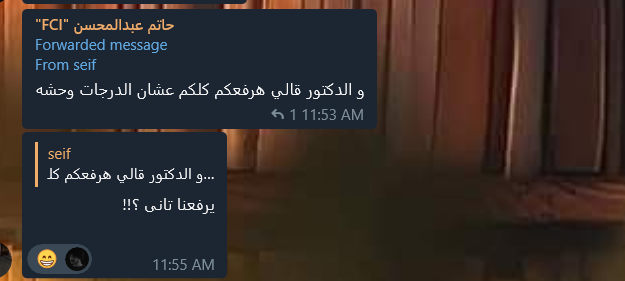 حاتم عبدالمحسن "FCI"
Forwarded message
From seif
و الدكتور قالي هرفعكم كلكم عشان الدرجات وحشه
1 11:53 AM
seif
و الدكتور قالي هرفعكم كلـ...
يرفعنا تانى ؟!!
11:55 AM